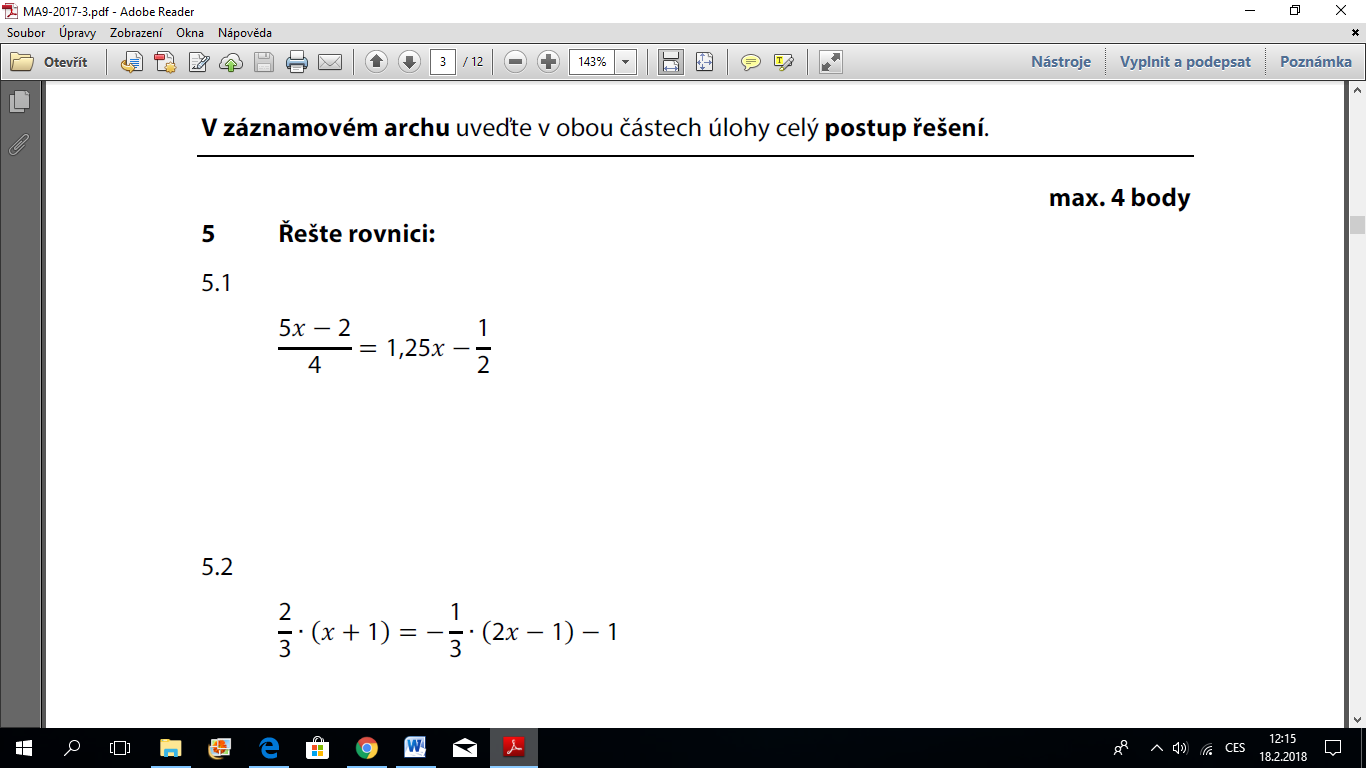 MA9-2017-3.pdf - Adobe Reader
Soubor Úpravy Zobrazení Okna Nápověda
Otevřít 3 / 12 143% Nástroje Vyplnit a podepsat Poznámka
V záznamovém archu uveďte v obou částech úlohy celý postup řešení.
max. 4 body
5 Řešte rovnici:
5.1
(5x − 2)/4 = 1,25x − 1/2
5.2
2/3 · (x + 1) = − 1/3 · (2x − 1) − 1
CES 12:15
18.2.2018